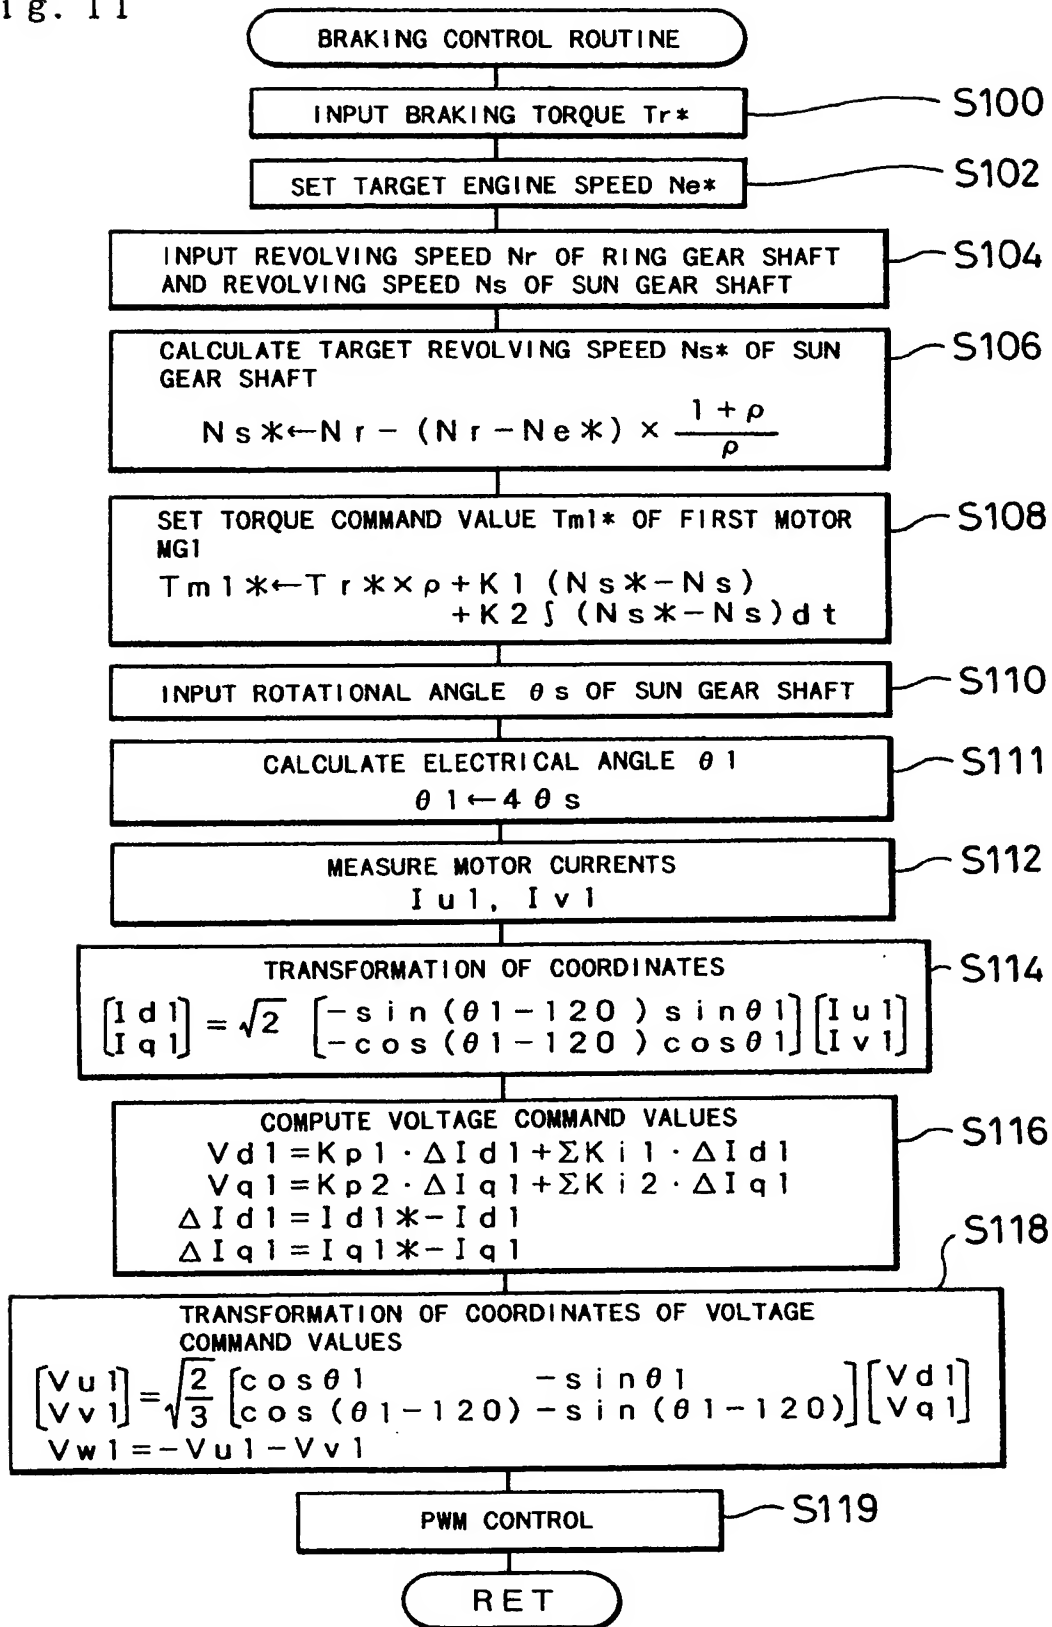 ig. 11
BRAKING CONTROL ROUTINE
INPUT BRAKING TORQUE Tr*
S100
SET TARGET ENGINE SPEED Ne*
S102
INPUT REVOLVING SPEED Nr OF RING GEAR SHAFT
AND REVOLVING SPEED Ns OF SUN GEAR SHAFT
S104
CALCULATE TARGET REVOLVING SPEED Ns* OF SUN
GEAR SHAFT
Ns*←Nr−(Nr−Ne*)× (1+ρ)/ρ
S106
SET TORQUE COMMAND VALUE Tm1* OF FIRST MOTOR
MG1
Tm1*←Tr*×ρ+K1(Ns*−Ns)
+K2∫(Ns*−Ns)dt
S108
INPUT ROTATIONAL ANGLE θs OF SUN GEAR SHAFT
S110
CALCULATE ELECTRICAL ANGLE θ1
θ1←4θs
S111
MEASURE MOTOR CURRENTS
Iu1, Iv1
S112
TRANSFORMATION OF COORDINATES
[Id1] = √2 [−sin(θ1−120) sinθ1][Iu1]
[Iq1] [−cos(θ1−120) cosθ1][Iv1]
S114
COMPUTE VOLTAGE COMMAND VALUES
Vd1=Kp1·ΔId1+ΣKi1·ΔId1
Vq1=Kp2·ΔIq1+ΣKi2·ΔIq1
ΔId1=Id1*−Id1
ΔIq1=Iq1*−Iq1
S116
TRANSFORMATION OF COORDINATES OF VOLTAGE
COMMAND VALUES
[Vu1] = √(2/3) [cosθ1 −sinθ1][Vd1]
[Vv1] [cos(θ1−120) −sin(θ1−120)][Vq1]
Vw1=−Vu1−Vv1
S118
PWM CONTROL
S119
RET